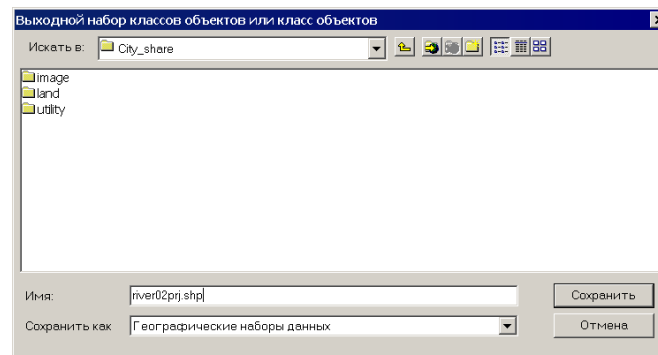 Выходной набор классов объектов или класс объектов
Искать в: City_share
image
land
utility
Имя: river02prj.shp Сохранить
Сохранить как Географические наборы данных Отмена